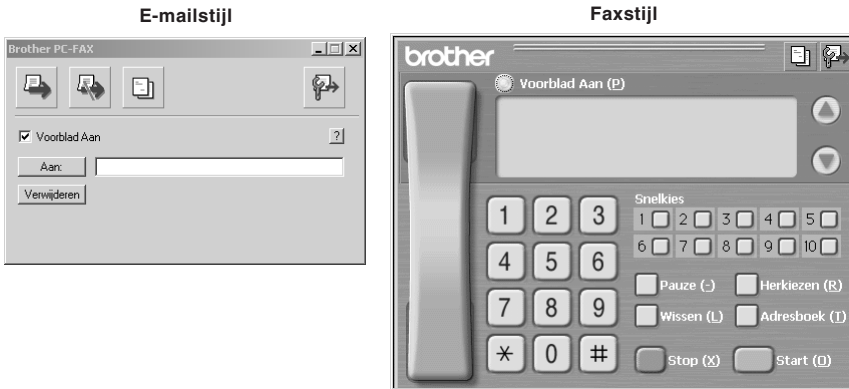 E-mailstijl
Brother PC-FAX
Voorblad Aan
?
Aan:
Verwijderen
Faxstijl
brother
Voorblad Aan (P)
Snelkies
1 2 3 4 5
6 7 8 9 10
1 2 3
4 5 6
7 8 9
* 0 #
Pauze (-) Herkiezen (R)
Wissen (L) Adresboek (T)
Stop (X) Start (O)